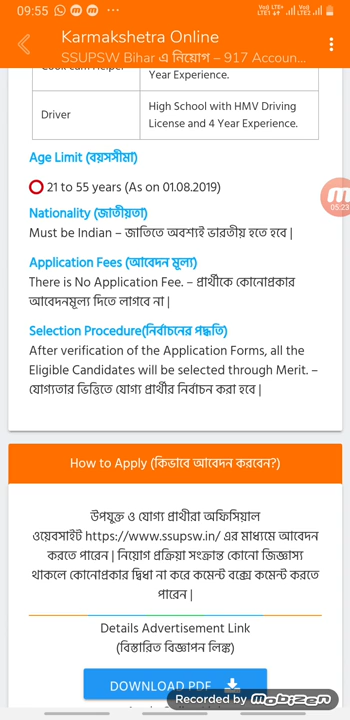 09:55
Karmakshetra Online
SSUPSW Bihar এ নিয়োগ – 917 Accoun...
Cook cum Helper
Year Experience.
Driver
High School with HMV Driving
License and 4 Year Experience.
Age Limit (বয়সসীমা)
21 to 55 years (As on 01.08.2019)
05:23
Nationality (জাতীয়তা)
Must be Indian – জাতিতে অবশ্যই ভারতীয় হতে হবে |
Application Fees (আবেদন মূল্য)
There is No Application Fee. – প্রার্থীকে কোনোপ্রকার
আবেদনমূল্য দিতে লাগবে না |
Selection Procedure(নির্বাচনের পদ্ধতি)
After verification of the Application Forms, all the
Eligible Candidates will be selected through Merit. –
যোগ্যতার ভিত্তিতে যোগ্য প্রার্থীর নির্বাচন করা হবে |
How to Apply (কিভাবে আবেদন করবেন?)
উপযুক্ত ও যোগ্য প্রার্থীরা অফিসিয়াল
ওয়েবসাইট https://www.ssupsw.in/ এর মাধ্যমে আবেদন
করতে পারেন | নিয়োগ প্রক্রিয়া সংক্রান্ত কোনো জিজ্ঞাস্য
থাকলে কোনোপ্রকার দ্বিধা না করে কমেন্ট বক্সে কমেন্ট করতে
পারেন |
Details Advertisement Link
(বিস্তারিত বিজ্ঞাপন লিঙ্ক)
DOWNLOAD PDF
Recorded by Mobizen